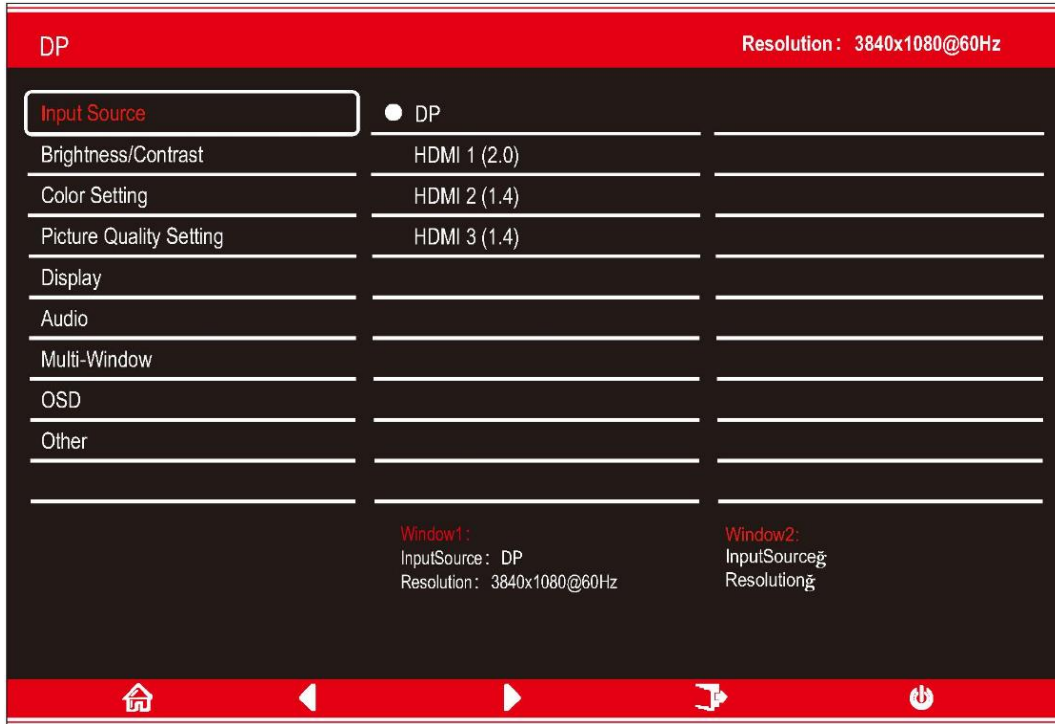 DP
Resolution: 3840x1080@60Hz
Input Source
DP
Brightness/Contrast
HDMI 1 (2.0)
Color Setting
HDMI 2 (1.4)
Picture Quality Setting
HDMI 3 (1.4)
Display
Audio
Multi-Window
OSD
Other
Window1:
InputSource: DP
Resolution: 3840x1080@60Hz
Window2:
InputSourceğ
Resolutionğ